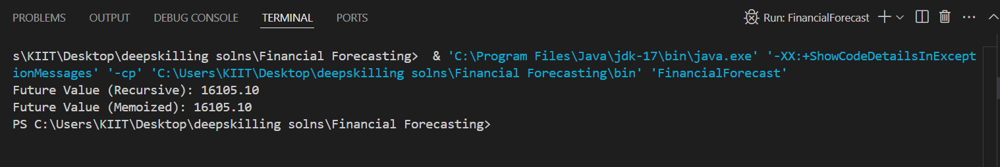 PROBLEMS OUTPUT DEBUG CONSOLE TERMINAL PORTS Run: FinancialForecast
s\KIIT\Desktop\deepskilling solns\Financial Forecasting>  & 'C:\Program Files\Java\jdk-17\bin\java.exe' '-XX:+ShowCodeDetailsInExcept
ionMessages' '-cp' 'C:\Users\KIIT\Desktop\deepskilling solns\Financial Forecasting\bin' 'FinancialForecast'
Future Value (Recursive): 16105.10
Future Value (Memoized): 16105.10
PS C:\Users\KIIT\Desktop\deepskilling solns\Financial Forecasting>